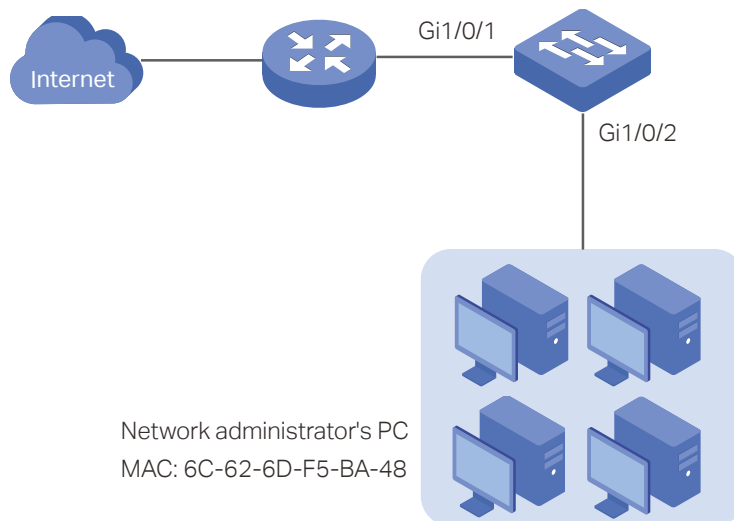 Gi1/0/1
Internet
Gi1/0/2
Network administrator's PC
MAC: 6C-62-6D-F5-BA-48